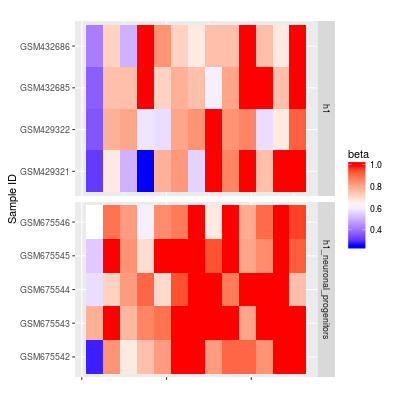 Sample ID
GSM432686
GSM432685
GSM429322
GSM429321
h1
GSM675546
GSM675545
GSM675544
GSM675543
GSM675542
h1_neuronal_progenitors
beta
1.0
0.8
0.6
0.4